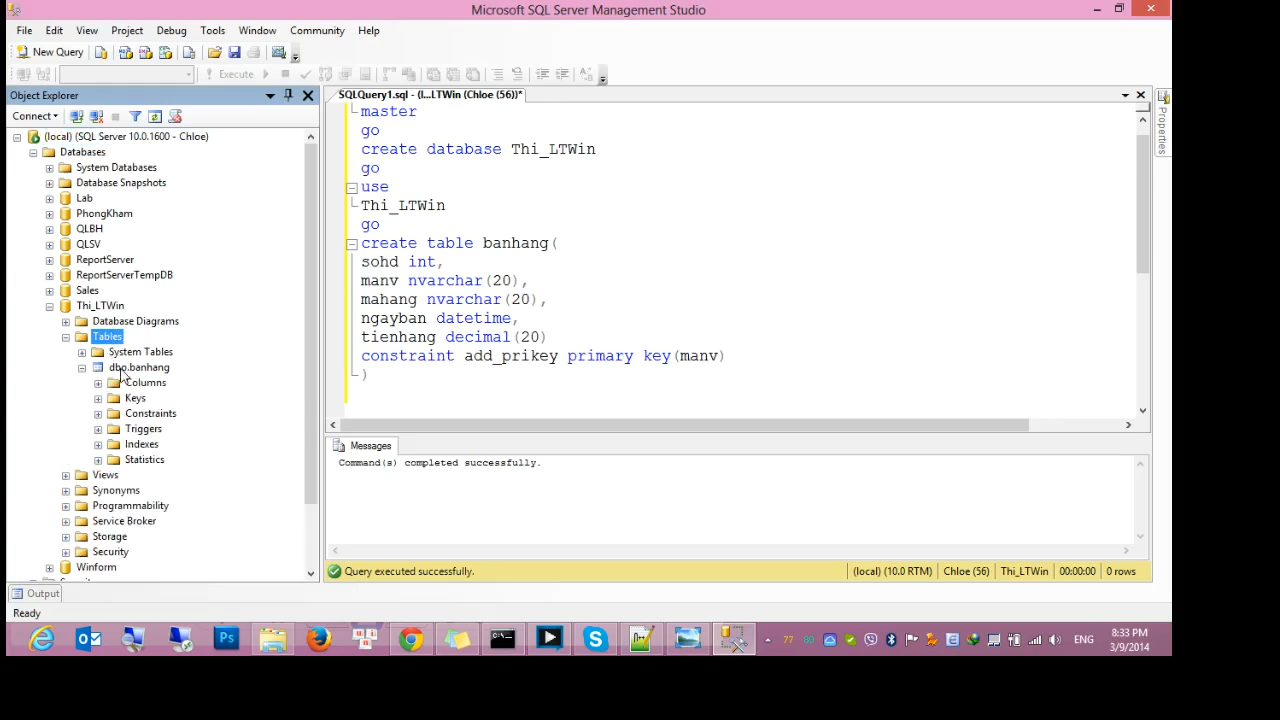 Microsoft SQL Server Management Studio
File Edit View Project Debug Tools Window Community Help
New Query
Execute
Object Explorer
Connect
(local) (SQL Server 10.0.1600 - Chloe)
Databases
System Databases
Database Snapshots
Lab
PhongKham
QLBH
QLSV
ReportServer
ReportServerTempDB
Sales
Thi_LTWin
Database Diagrams
Tables
System Tables
dbo.banhang
Columns
Keys
Constraints
Triggers
Indexes
Statistics
Views
Synonyms
Programmability
Service Broker
Storage
Security
Winform
SQLQuery1.sql - (l...LTWin (Chloe (56))*
master
go
create database Thi_LTWin
go
use
Thi_LTWin
go
create table banhang(
sohd int,
manv nvarchar(20),
mahang nvarchar(20),
ngayban datetime,
tienhang decimal(20)
constraint add_prikey primary key(manv)
)
Properties
Messages
Command(s) completed successfully.
Query executed successfully. (local) (10.0 RTM) Chloe (56) Thi_LTWin 00:00:00 0 rows
Output
Ready
Ps
77
ENG
8:33 PM
3/9/2014